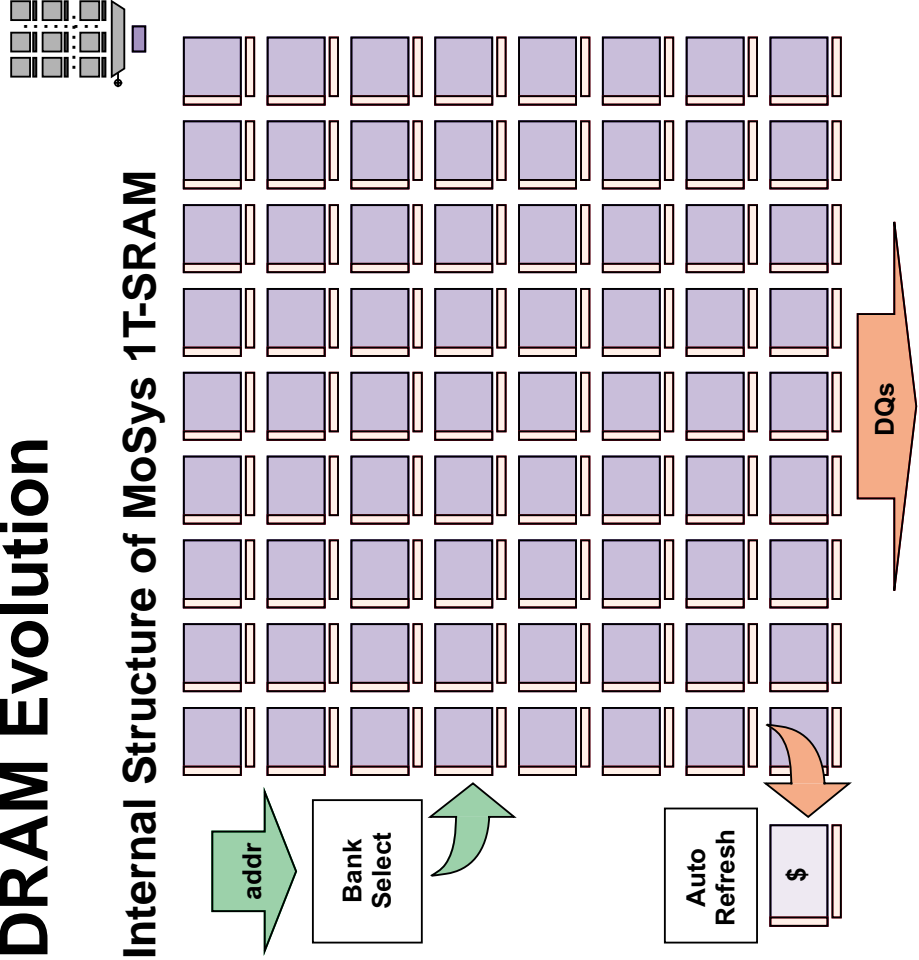 DRAM Evolution
Internal Structure of MoSys 1T-SRAM
addr
Bank
Select
Auto
Refresh
$
DQs